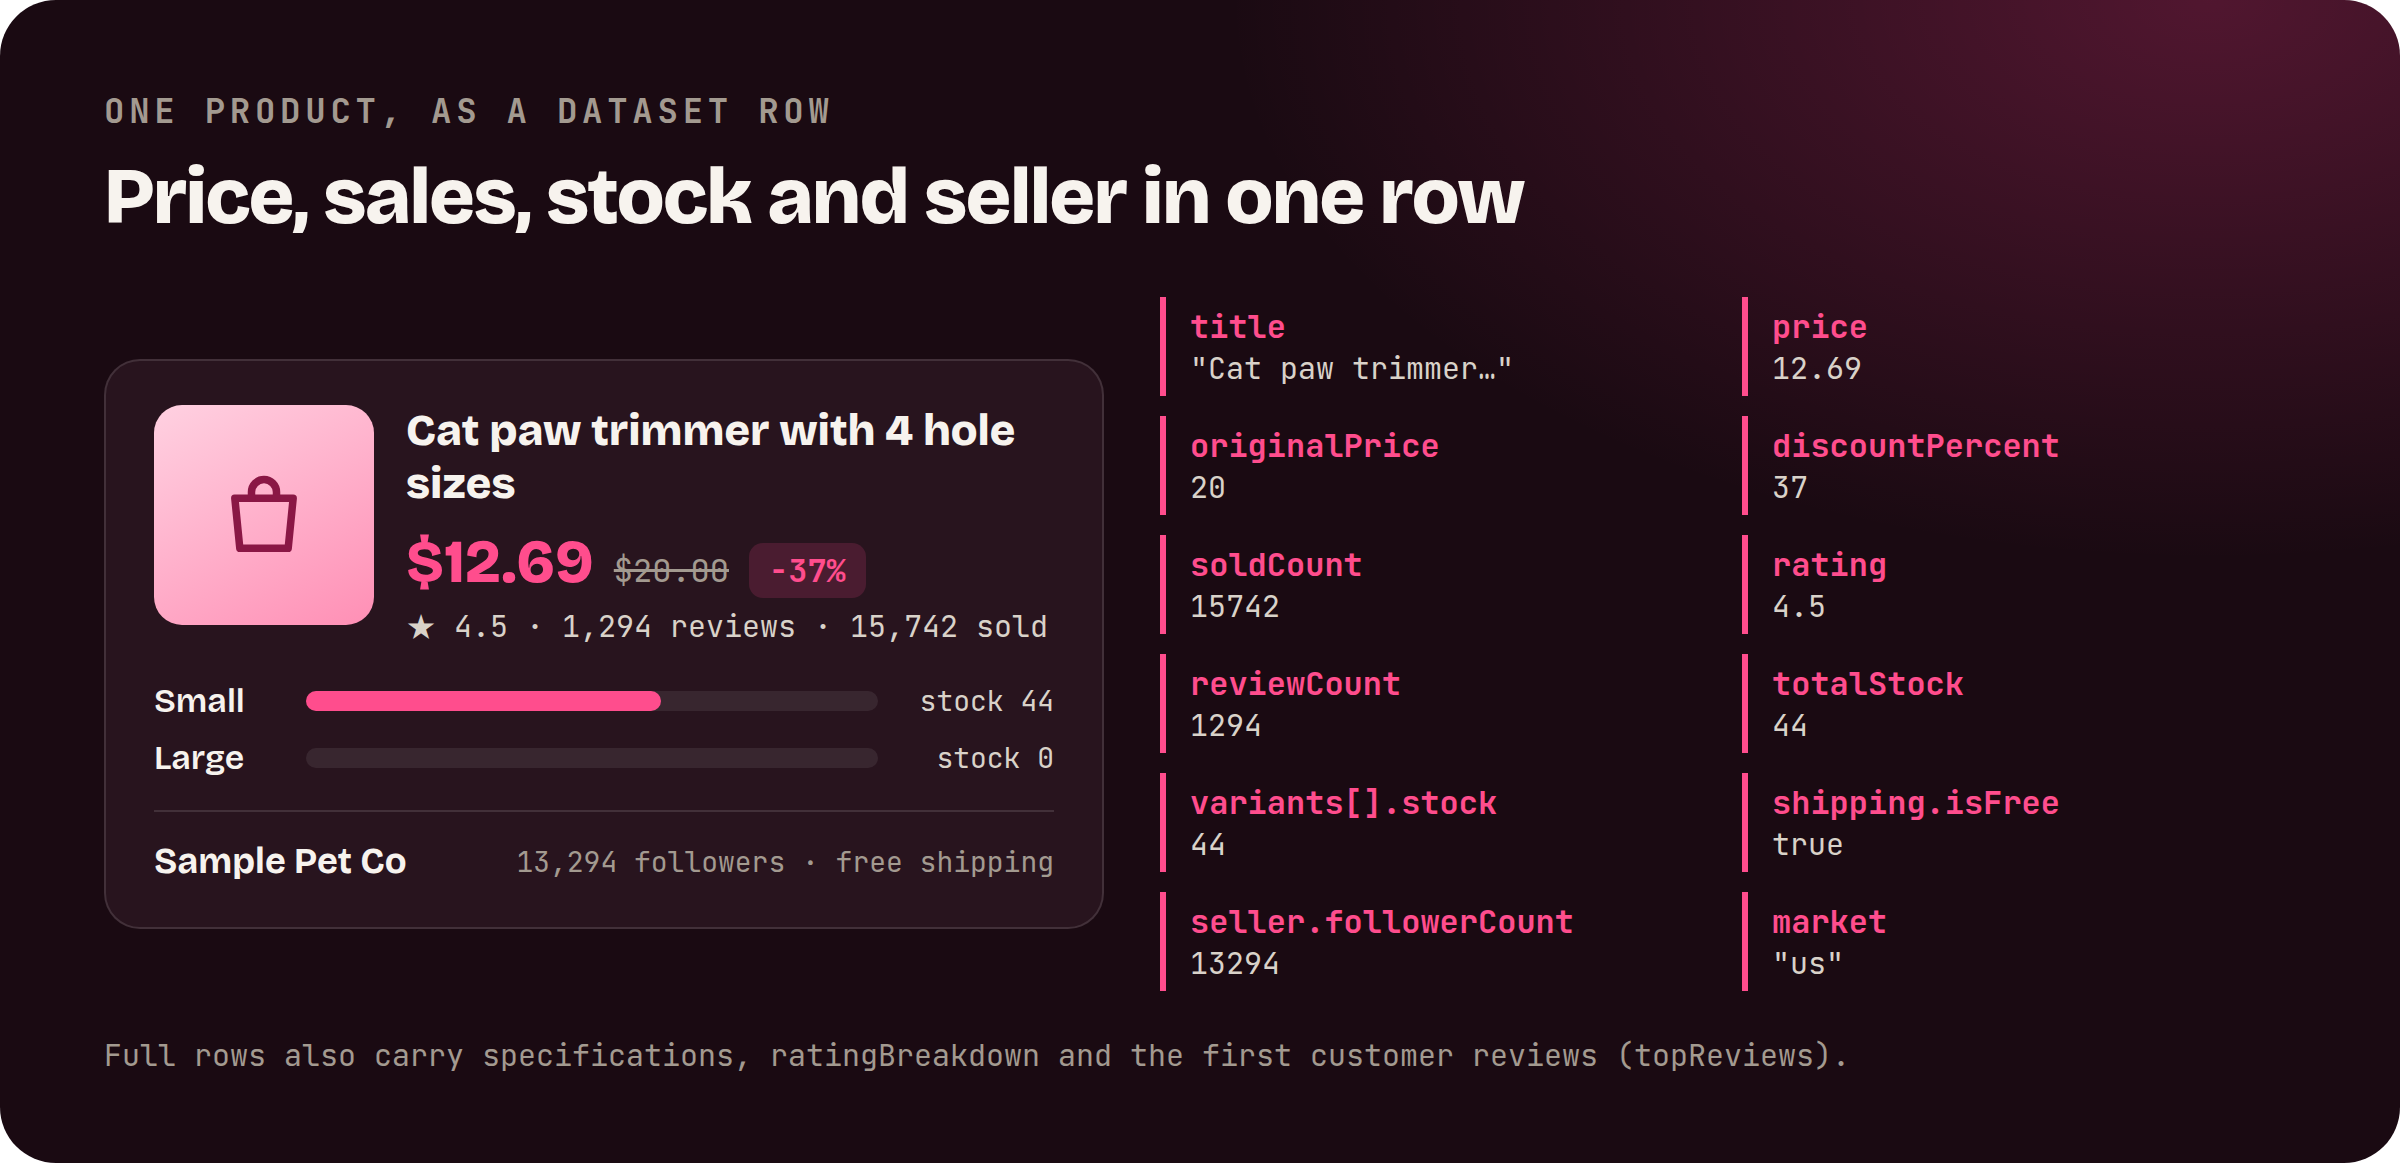 ONE PRODUCT, AS A DATASET ROW
Price, sales, stock and seller in one row
Cat paw trimmer with 4 hole
sizes
$12.69 $20.00 -37%
★ 4.5 · 1,294 reviews · 15,742 sold
Small stock 44
Large stock 0
Sample Pet Co 13,294 followers · free shipping
title
"Cat paw trimmer…"
price
12.69
originalPrice
20
discountPercent
37
soldCount
15742
rating
4.5
reviewCount
1294
totalStock
44
variants[].stock
44
shipping.isFree
true
seller.followerCount
13294
market
"us"
Full rows also carry specifications, ratingBreakdown and the first customer reviews (topReviews).